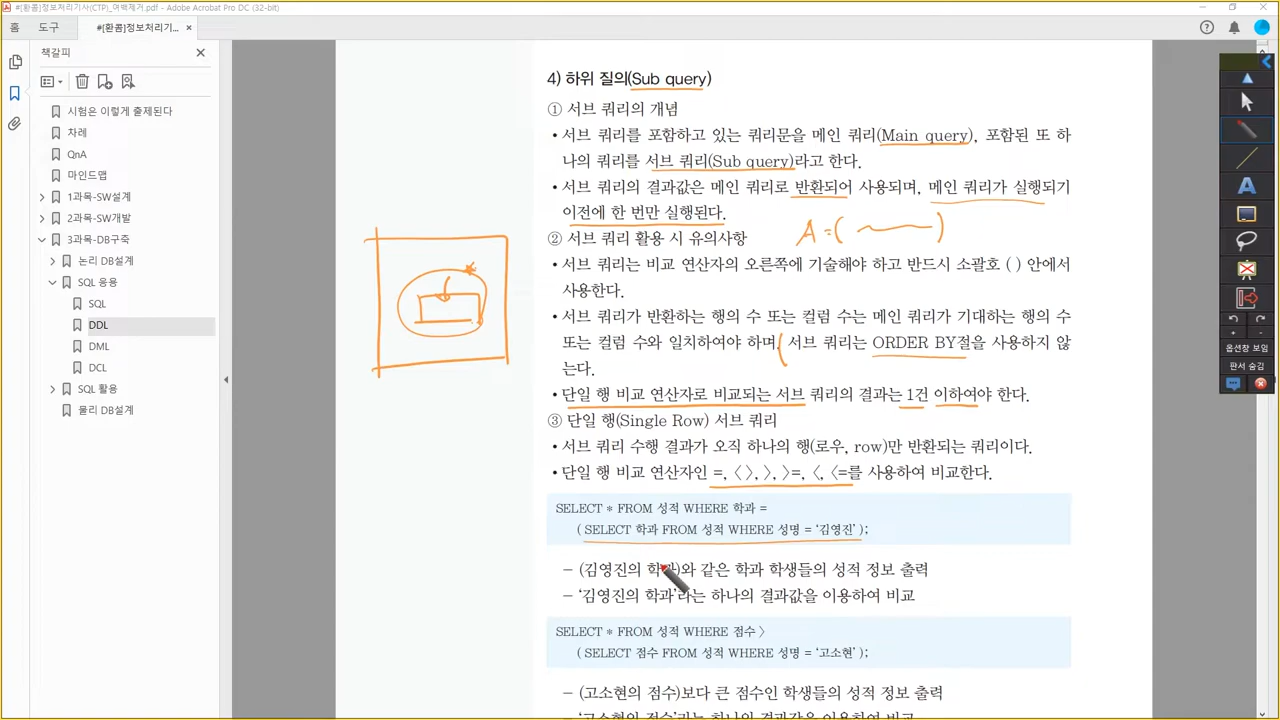 #[환콤]정보처리기사(CTP)_여백제거.pdf - Adobe Acrobat Pro DC (32-bit)
홈 도구 #[환콤]정보처리기... ×
책갈피
시험은 이렇게 출제된다
차례
QnA
마인드맵
1과목-SW설계
2과목-SW개발
3과목-DB구축
논리 DB설계
SQL 응용
SQL
DDL
DML
DCL
SQL 활용
물리 DB설계
4) 하위 질의(Sub query)
① 서브 쿼리의 개념
• 서브 쿼리를 포함하고 있는 쿼리문을 메인 쿼리(Main query), 포함된 또 하
나의 쿼리를 서브 쿼리(Sub query)라고 한다.
• 서브 쿼리의 결과값은 메인 쿼리로 반환되어 사용되며, 메인 쿼리가 실행되기
이전에 한 번만 실행된다.
A=( )
② 서브 쿼리 활용 시 유의사항
• 서브 쿼리는 비교 연산자의 오른쪽에 기술해야 하고 반드시 소괄호 ( ) 안에서
사용한다.
• 서브 쿼리가 반환하는 행의 수 또는 컬럼 수는 메인 쿼리가 기대하는 행의 수
또는 컬럼 수와 일치하여야 하며, 서브 쿼리는 ORDER BY절을 사용하지 않
는다.
• 단일 행 비교 연산자로 비교되는 서브 쿼리의 결과는 1건 이하여야 한다.
③ 단일 행(Single Row) 서브 쿼리
• 서브 쿼리 수행 결과가 오직 하나의 행(로우, row)만 반환되는 쿼리이다.
• 단일 행 비교 연산자인 =, 〈 〉, 〉, 〉=, 〈, 〈=를 사용하여 비교한다.
SELECT * FROM 성적 WHERE 학과 =
( SELECT 학과 FROM 성적 WHERE 성명 = ‘김영진’ );
– (김영진의 학과)와 같은 학과 학생들의 성적 정보 출력
– ‘김영진의 학과’라는 하나의 결과값을 이용하여 비교
SELECT * FROM 성적 WHERE 점수 〉
( SELECT 점수 FROM 성적 WHERE 성명 = ‘고소현’ );
– (고소현의 점수)보다 큰 점수인 학생들의 성적 정보 출력
– ‘고소현의 점수’라는 하나의 결과값을 이용하여 비교
A
옵션창 보임
판서 숨김